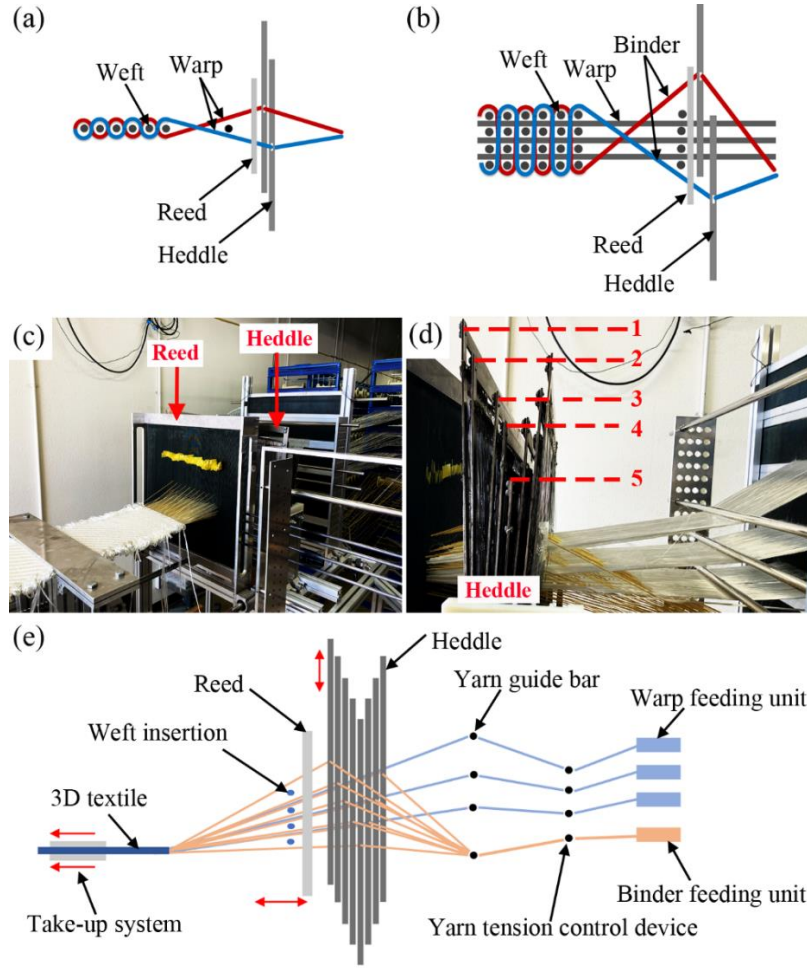 (a)
Weft
Warp
Reed
Heddle
(b)
Binder
Weft
Warp
Reed
Heddle
(c)
Reed
Heddle
(d)
1
2
3
4
5
Heddle
(e)
Heddle
Reed
Yarn guide bar
Warp feeding unit
Weft insertion
3D textile
Take-up system
Binder feeding unit
Yarn tension control device